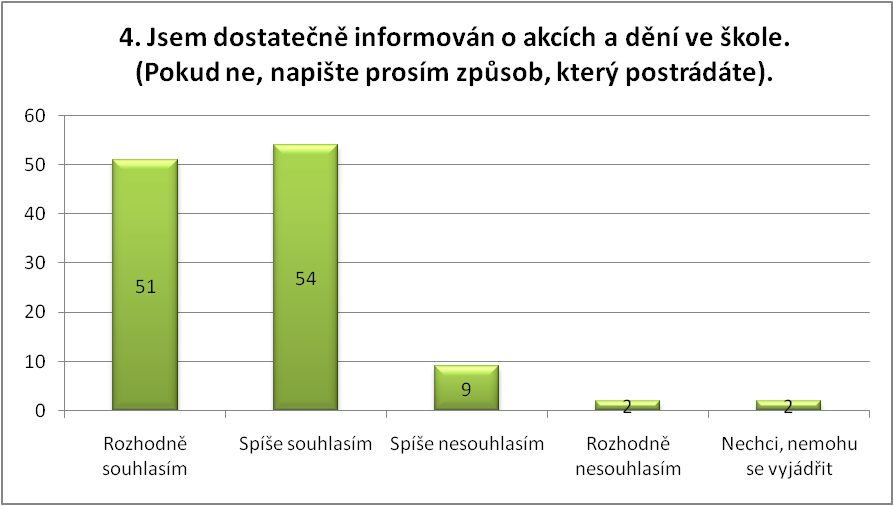 4. Jsem dostatečně informován o akcích a dění ve škole.
(Pokud ne, napište prosím způsob, který postrádáte).
60
50
40
30
20
10
0
51
54
9
2
2
Rozhodně
souhlasím
Spíše souhlasím
Spíše nesouhlasím
Rozhodně
nesouhlasím
Nechci, nemohu
se vyjádřit